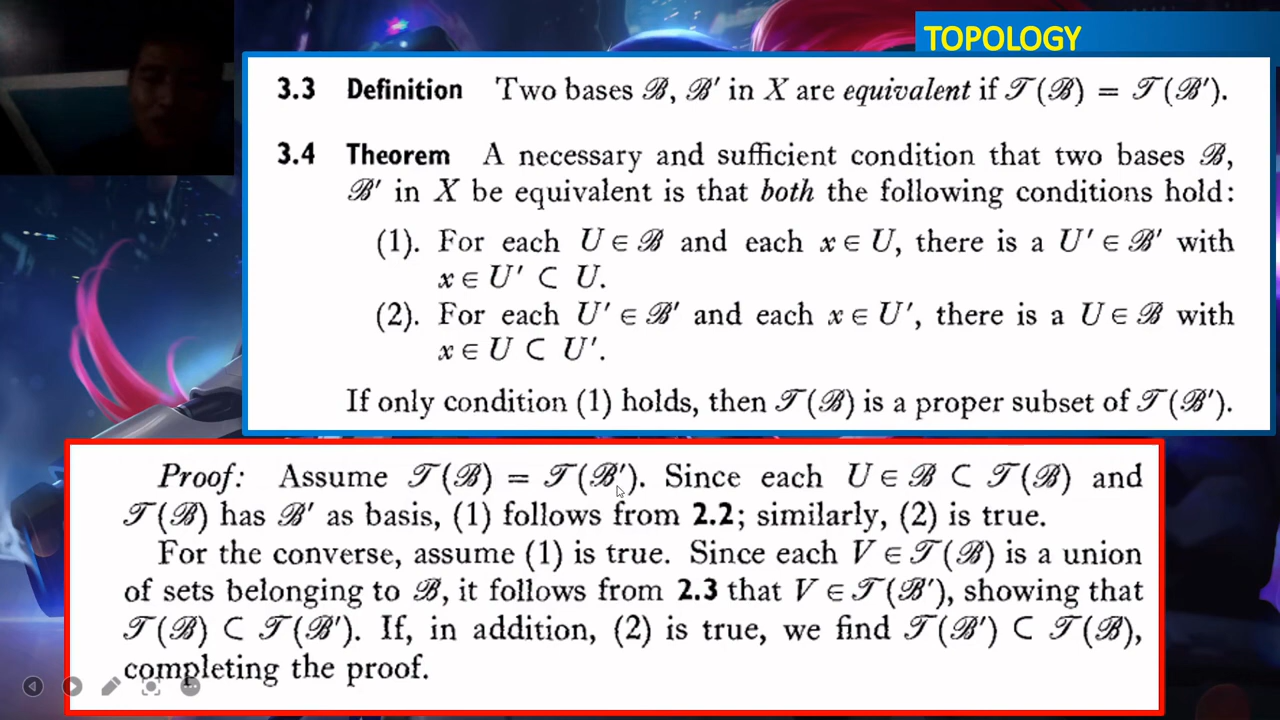 TOPOLOGY
3.3 Definition Two bases ℬ, ℬ′ in X are equivalent if 𝒯(ℬ) = 𝒯(ℬ′).
3.4 Theorem A necessary and sufficient condition that two bases ℬ,
ℬ′ in X be equivalent is that both the following conditions hold:
(1). For each U ∈ ℬ and each x ∈ U, there is a U′ ∈ ℬ′ with
x ∈ U′ ⊂ U.
(2). For each U′ ∈ ℬ′ and each x ∈ U′, there is a U ∈ ℬ with
x ∈ U ⊂ U′.
If only condition (1) holds, then 𝒯(ℬ) is a proper subset of 𝒯(ℬ′).
Proof: Assume 𝒯(ℬ) = 𝒯(ℬ′). Since each U ∈ ℬ ⊂ 𝒯(ℬ) and
𝒯(ℬ) has ℬ′ as basis, (1) follows from 2.2; similarly, (2) is true.
For the converse, assume (1) is true. Since each V ∈ 𝒯(ℬ) is a union
of sets belonging to ℬ, it follows from 2.3 that V ∈ 𝒯(ℬ′), showing that
𝒯(ℬ) ⊂ 𝒯(ℬ′). If, in addition, (2) is true, we find 𝒯(ℬ′) ⊂ 𝒯(ℬ),
completing the proof.